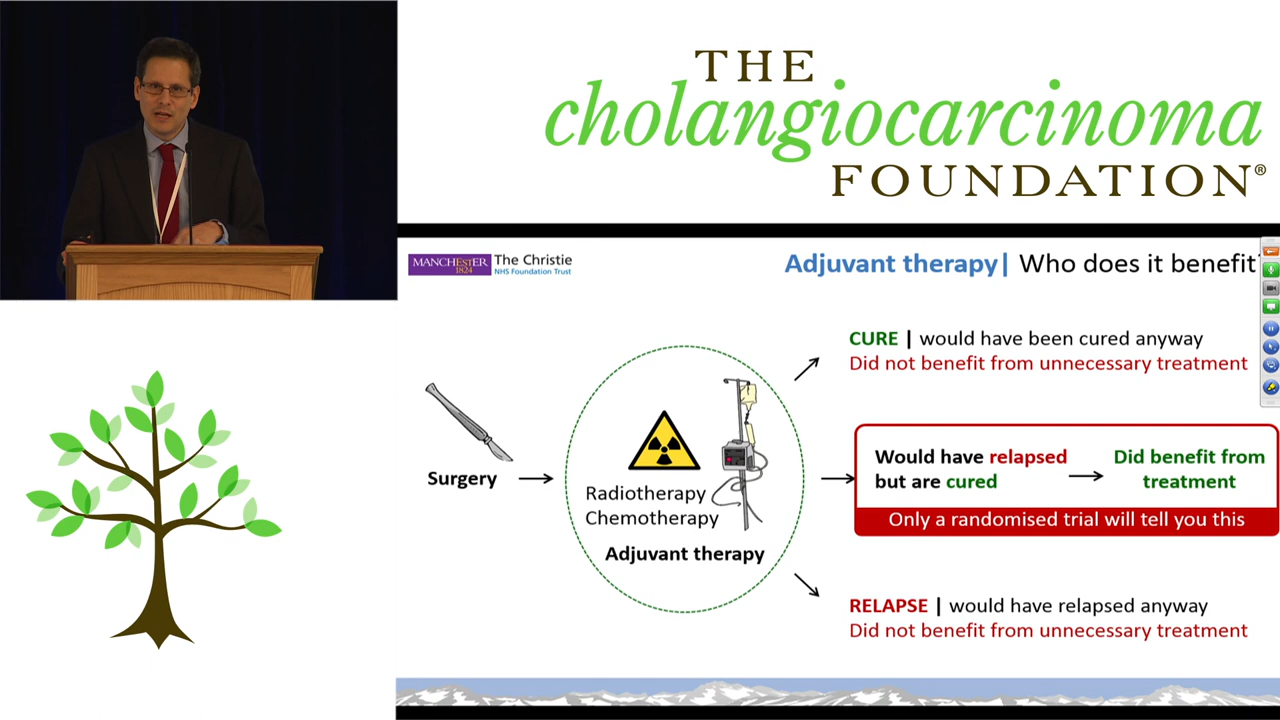 THE
cholangiocarcinoma
FOUNDATION®
MANCHESTER
1824
The Christie
NHS Foundation Trust
Adjuvant therapy| Who does it benefit
CURE | would have been cured anyway
Did not benefit from unnecessary treatment
Surgery
Radiotherapy
Chemotherapy
Adjuvant therapy
Would have relapsed
but are cured
Did benefit from
treatment
Only a randomised trial will tell you this
RELAPSE | would have relapsed anyway
Did not benefit from unnecessary treatment